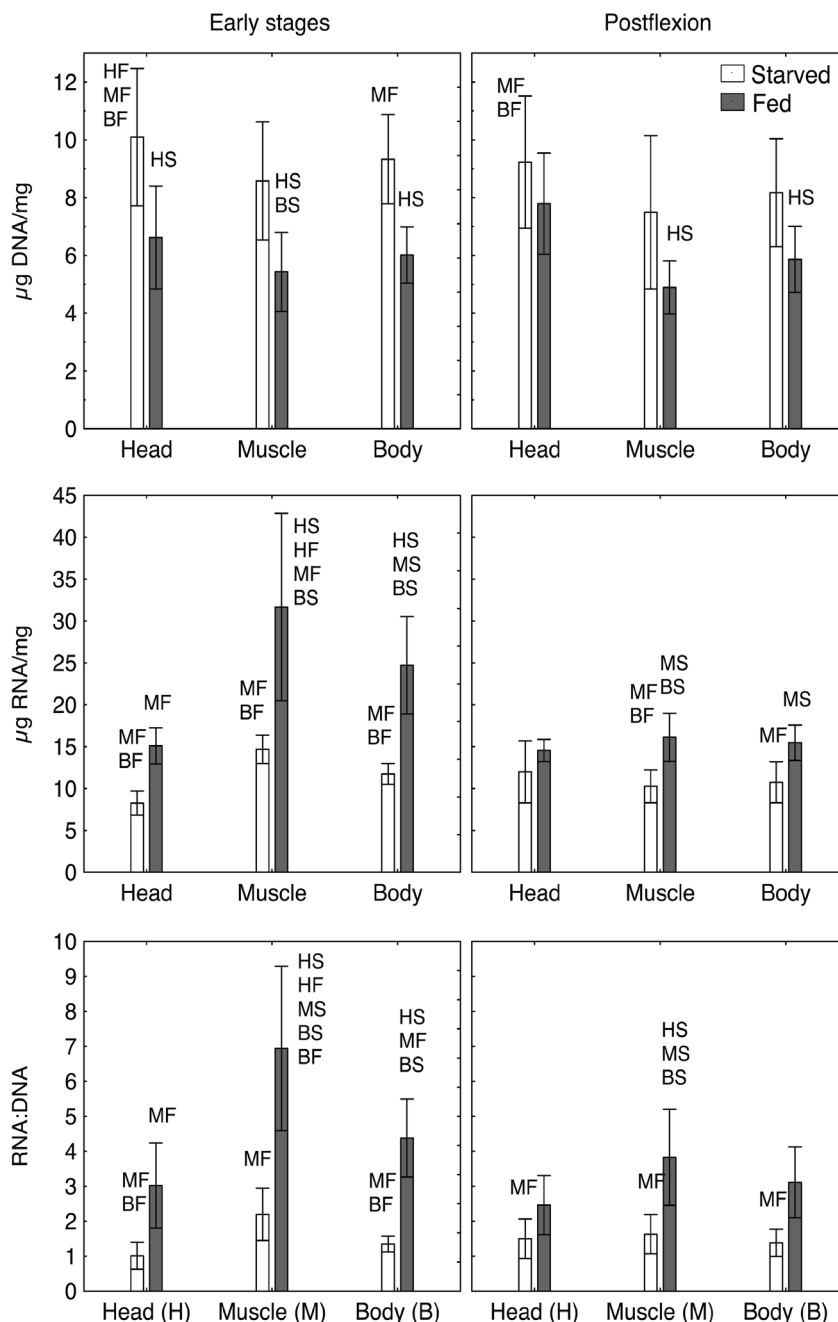 Early stages
Postflexion
Starved
Fed
µg DNA/mg
12
10
8
6
4
2
0
HF
MF
BF
HS
HS
BS
MF
HS
MF
BF
HS
HS
Head
Muscle
Body
Head
Muscle
Body
µg RNA/mg
45
40
35
30
25
20
15
10
5
0
MF
BF
MF
MF
BF
HS
HF
MF
BS
MF
BF
HS
MS
BS
MF
BF
MS
BS
MF
MS
Head
Muscle
Body
Head
Muscle
Body
RNA:DNA
10
9
8
7
6
5
4
3
2
1
0
MF
BF
MF
MF
HS
HF
MS
BS
BF
MF
BF
HS
MF
BS
MF
MF
HS
MS
BS
MF
Head (H)
Muscle (M)
Body (B)
Head (H)
Muscle (M)
Body (B)